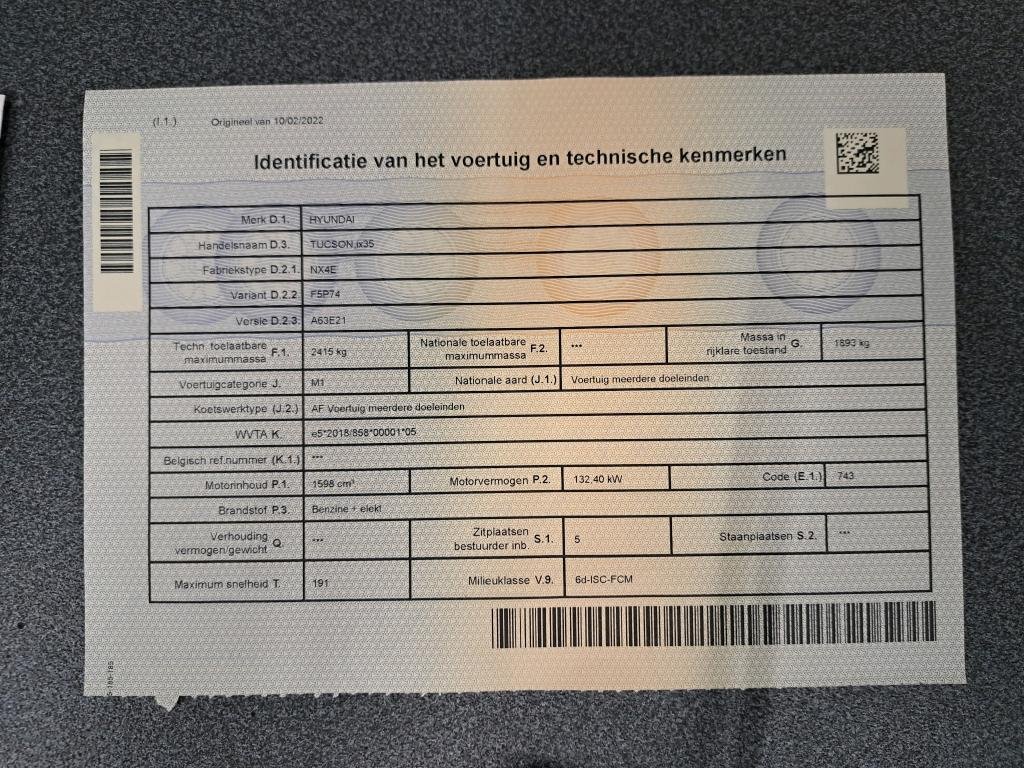 (I.1.) Origineel van 10/02/2022
Identificatie van het voertuig en technische kenmerken
Merk D.1. HYUNDAI
Handelsnaam D.3. TUCSON,ix35
Fabriekstype D.2.1. NX4E
Variant D.2.2. F5P74
Versie D.2.3. A63E21
Techn. toelaatbare maximummassa F.1. 2415 kg Nationale toelaatbare maximummassa F.2. *** Massa in rijklare toestand G. 1893 kg
Voertuigcategorie J. M1 Nationale aard (J.1.) Voertuig meerdere doeleinden
Koetswerktype (J.2.) AF Voertuig meerdere doeleinden
WVTA K. e5*2018/858*00001*05
Belgisch ref.nummer (K.1.) ***
Motorinhoud P.1. 1598 cm³ Motorvermogen P.2. 132,40 kW Code (E.1.) 743
Brandstof P.3. Benzine + elekt
Verhouding vermogen/gewicht Q. *** Zitplaatsen bestuurder inb. S.1. 5 Staanplaatsen S.2. ***
Maximum snelheid T. 191 Milieuklasse V.9. 6d-ISC-FCM